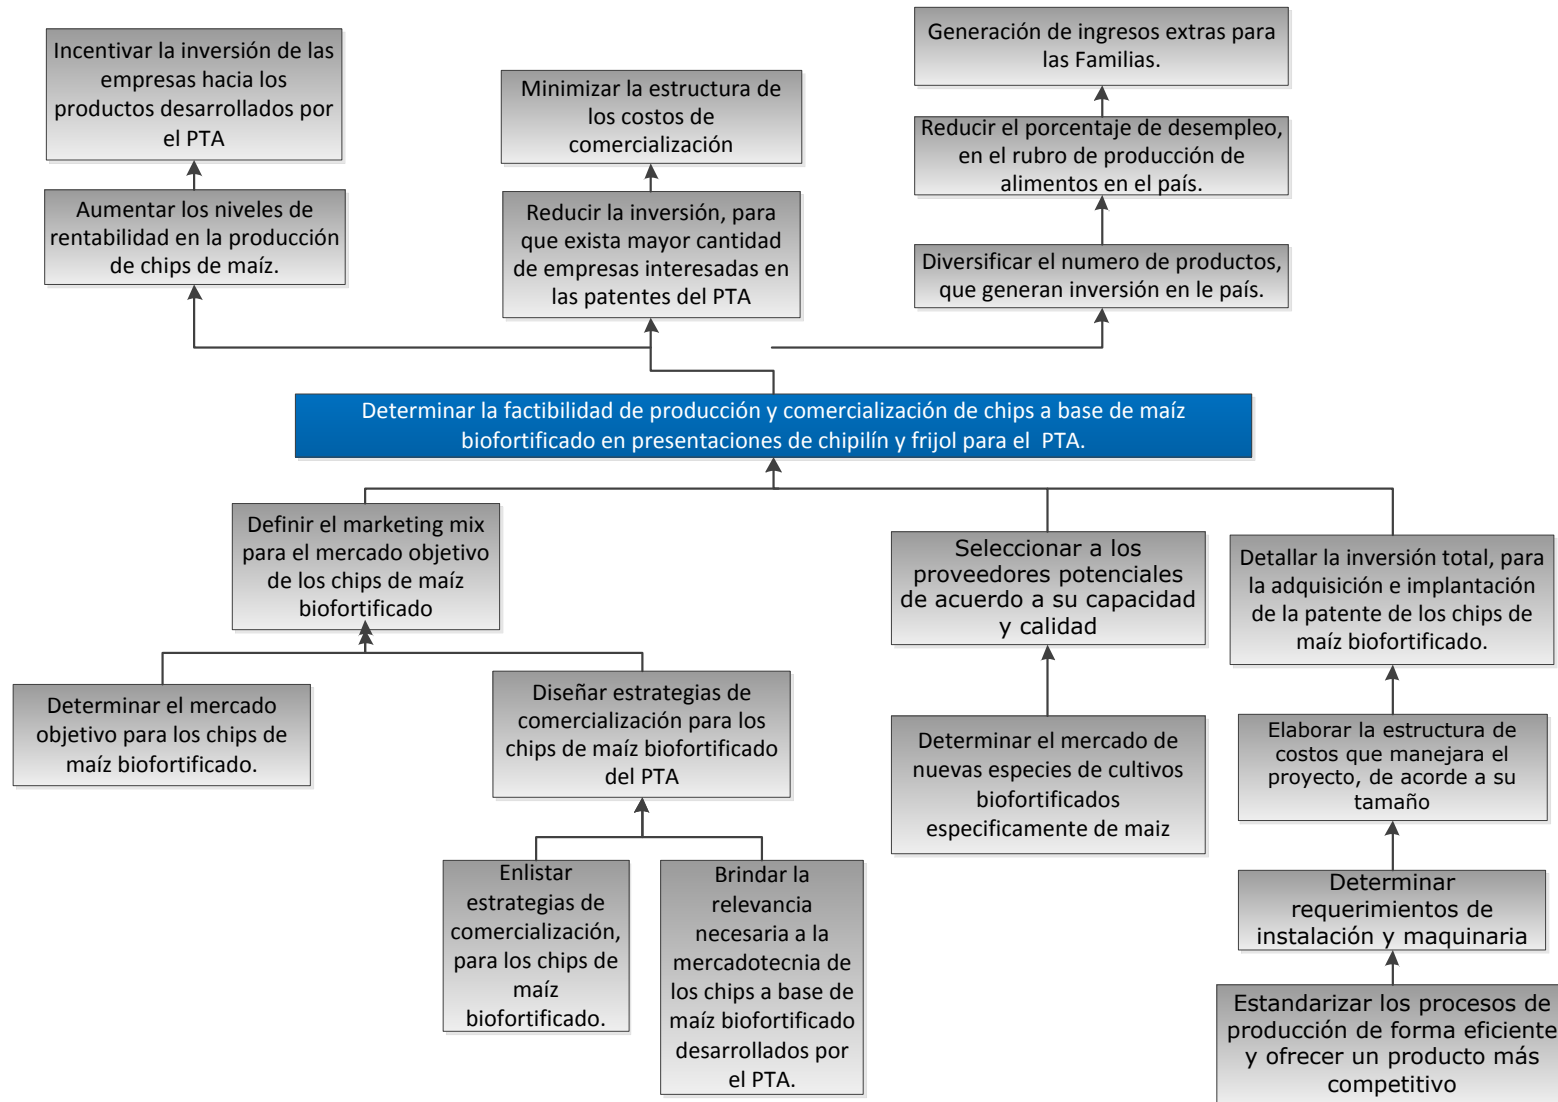 Incentivar la inversión de las
empresas hacia los
productos desarrollados por
el PTA
Minimizar la estructura de
los costos de
comercialización
Generación de ingresos extras para
las Familias.
Reducir el porcentaje de desempleo,
en el rubro de producción de
alimentos en el país.
Aumentar los niveles de
rentabilidad en la producción
de chips de maíz.
Reducir la inversión, para
que exista mayor cantidad
de empresas interesadas en
las patentes del PTA
Diversificar el numero de productos,
que generan inversión en le país.
Determinar la factibilidad de producción y comercialización de chips a base de maíz
biofortificado en presentaciones de chipilín y frijol para el  PTA.
Definir el marketing mix
para el mercado objetivo
de los chips de maíz
biofortificado
Seleccionar a los
proveedores potenciales
de acuerdo a su capacidad
y calidad
Detallar la inversión total, para
la adquisición e implantación
de la patente de los chips de
maíz biofortificado.
Determinar el mercado
objetivo para los chips de
maíz biofortificado.
Diseñar estrategias de
comercialización para los
chips de maíz biofortificado
del PTA
Determinar el mercado de
nuevas especies de cultivos
biofortificados
especificamente de maiz
Elaborar la estructura de
costos que manejara el
proyecto, de acorde a su
tamaño
Enlistar
estrategias de
comercialización,
para los chips de
maíz
biofortificado.
Brindar la
relevancia
necesaria a la
mercadotecnia de
los chips a base de
maíz biofortificado
desarrollados por
el PTA.
Determinar
requerimientos de
instalación y maquinaria
Estandarizar los procesos de
producción de forma eficiente
y ofrecer un producto más
competitivo